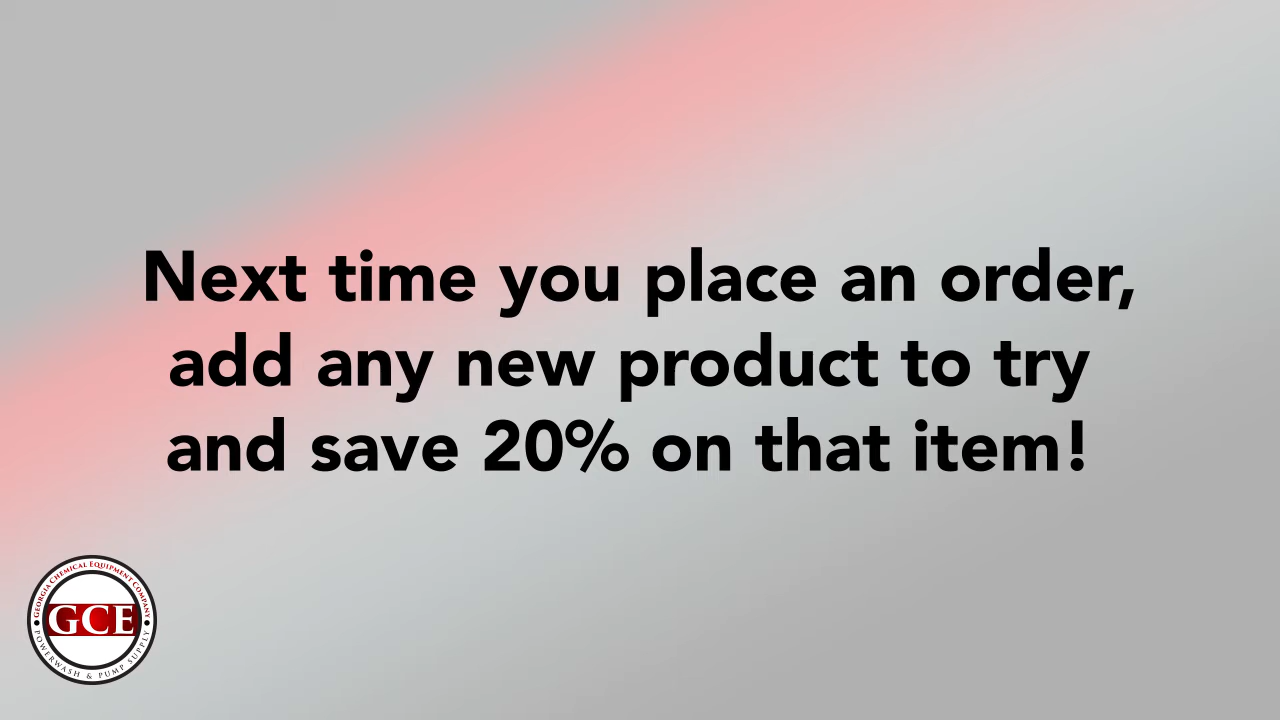 Next time you place an order,
add any new product to try
and save 20% on that item!
GEORGIA CHEMICAL EQUIPMENT COMPANY
GCE
POWERWASH & PUMP SUPPLY